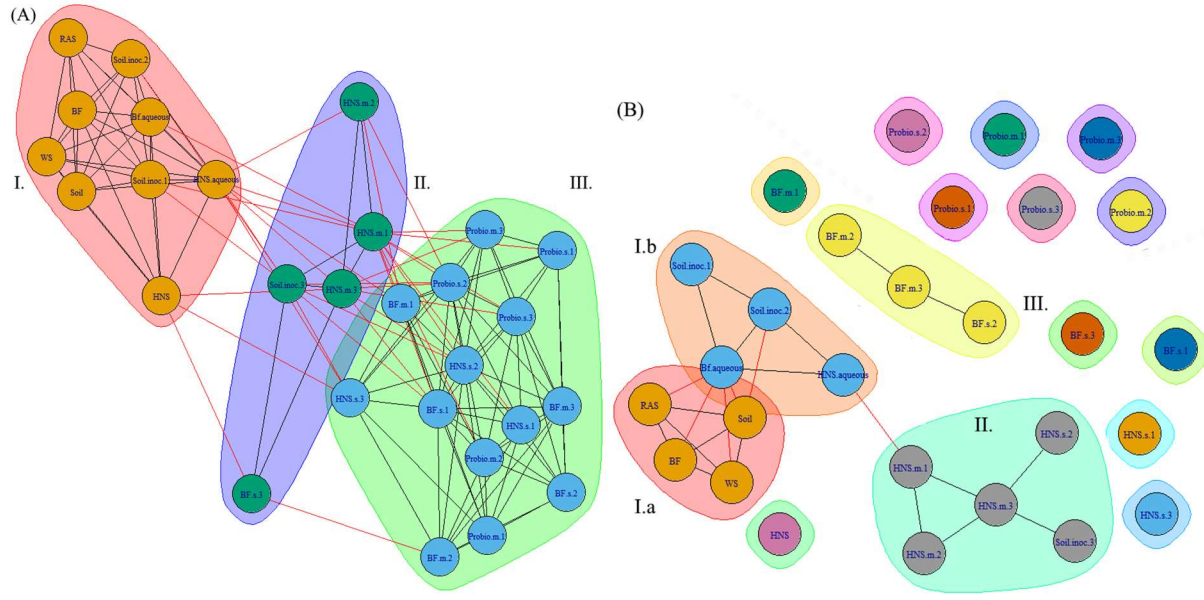 (A)
RAS
Soil.inoc.2
BF
Bf.aqueous
WS
Soil
Soil.inoc.1
HNS.aqueous
HNS
I.
HNS.m.2
HNS.m.1
Soil.inoc.3
HNS.m.3
BF.s.3
II.
III.
Probio.m.3
Probio.s.1
Probio.s.2
BF.m.1
Probio.s.3
HNS.s.2
HNS.s.3
BF.s.1
BF.m.3
HNS.s.1
Probio.m.2
BF.s.2
Probio.m.1
BF.m.2
(B)
Probio.s.2
Probio.m.1
Probio.m.3
BF.m.1
Probio.s.1
Probio.s.3
Probio.m.2
BF.m.2
BF.m.3
BF.s.2
III.
BF.s.3
BF.s.1
I.b
Soil.inoc.1
Soil.inoc.2
Bf.aqueous
HNS.aqueous
RAS
Soil
BF
WS
I.a
HNS
II.
HNS.s.2
HNS.m.1
HNS.m.3
HNS.m.2
Soil.inoc.3
HNS.s.1
HNS.s.3